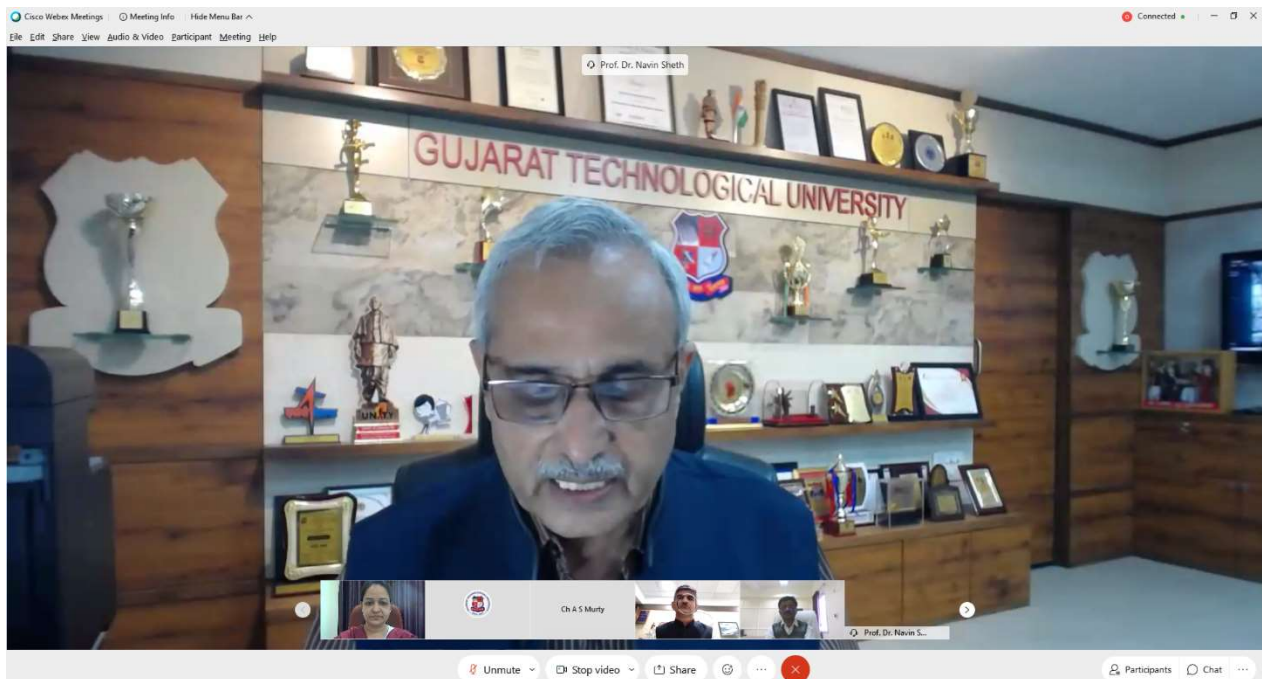 Cisco Webex Meetings Meeting Info Hide Menu Bar
Connected
File Edit Share View Audio & Video Participant Meeting Help
Prof. Dr. Navin Sheth
GUJARAT TECHNOLOGICAL UNIVERSITY
UNITY
Ch A S Murty
Prof. Dr. Navin S...
Unmute Stop video Share
Participants Chat